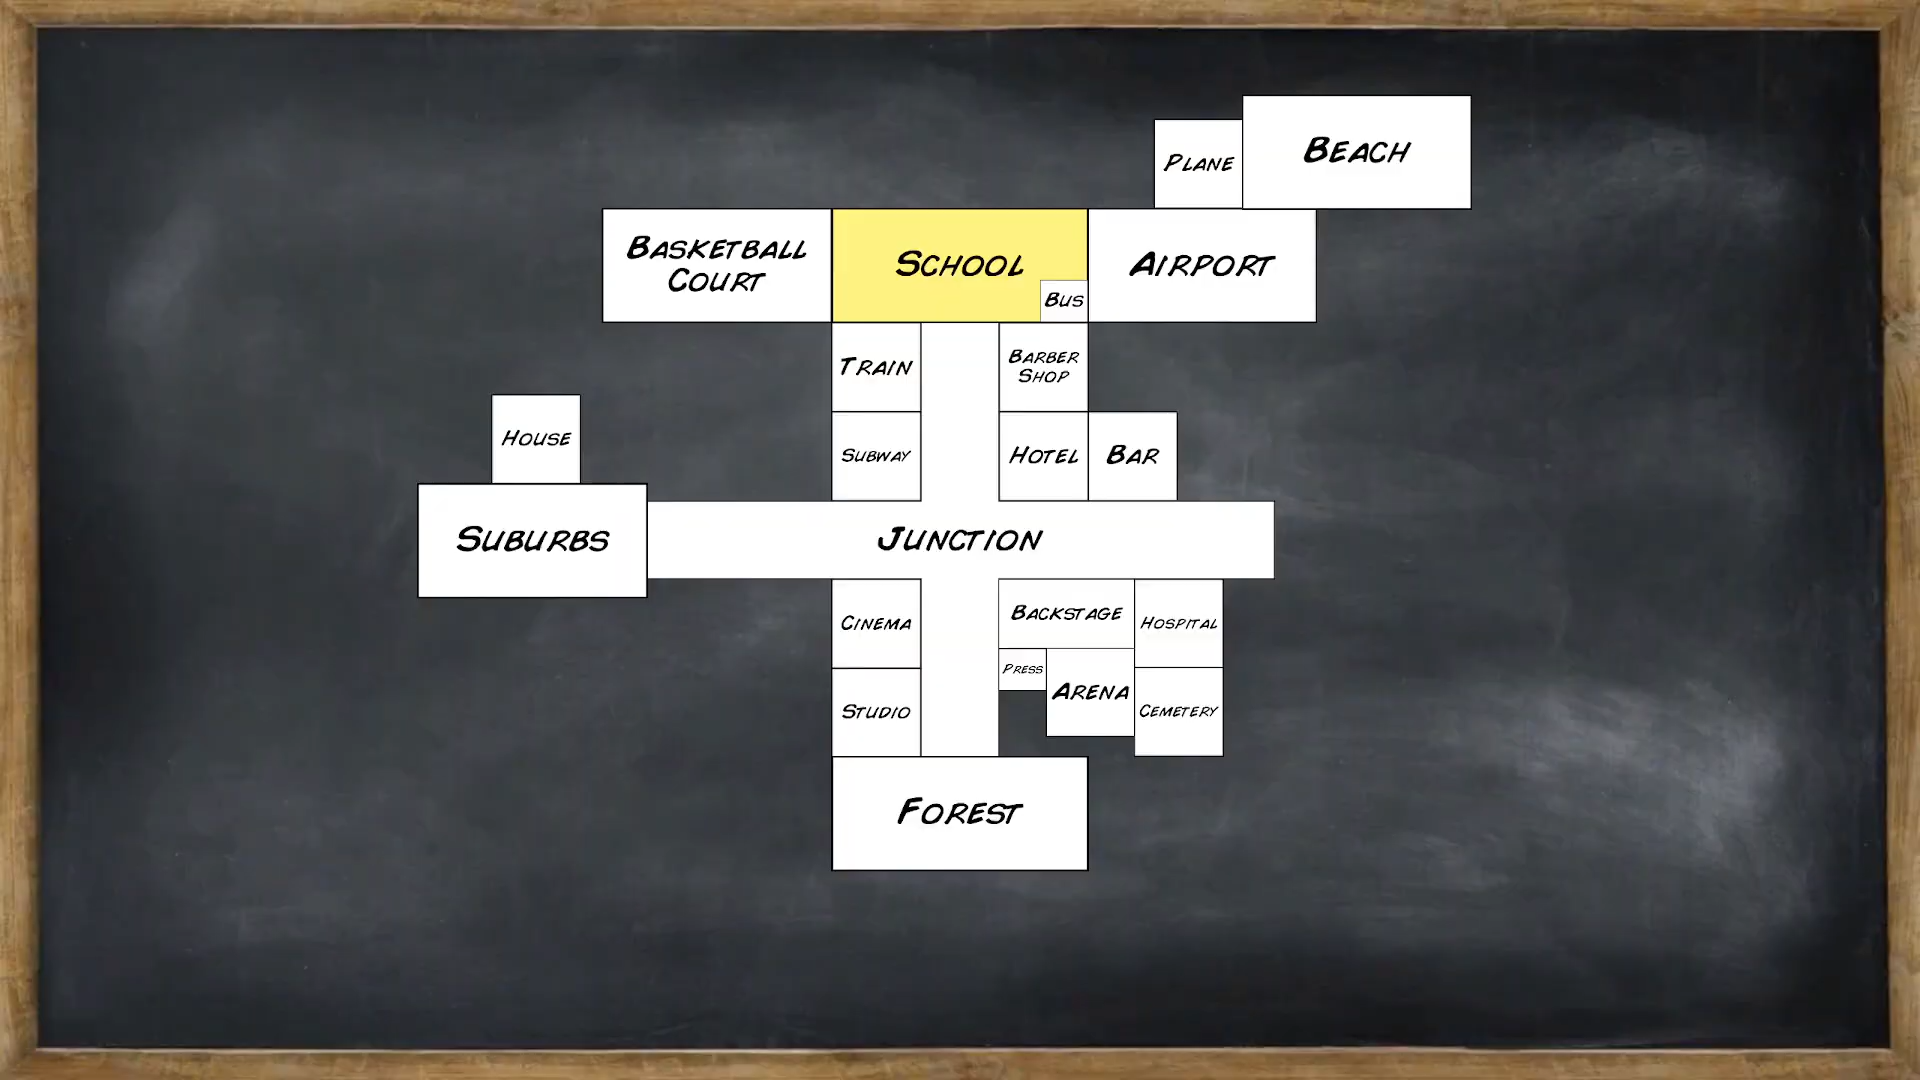 BEACH
PLANE
BASKETBALL
COURT
SCHOOL
AIRPORT
BUS
TRAIN
BARBER
SHOP
HOUSE
SUBWAY
HOTEL
BAR
SUBURBS
JUNCTION
CINEMA
BACKSTAGE
HOSPITAL
PRESS
ARENA
STUDIO
CEMETERY
FOREST